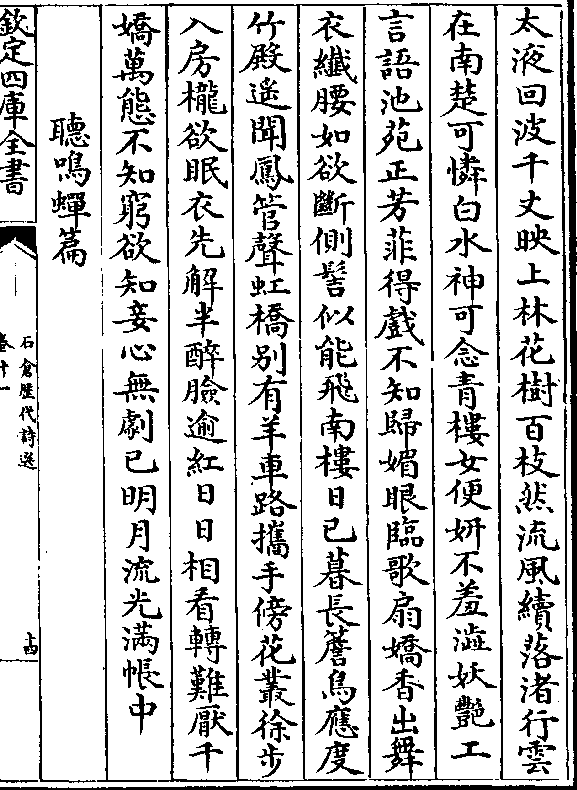 太液回波千丈映上林花樹百枝然流風續落渚行雲
在南楚可憐白水神可念青樓女便妍不羞澁妖艷工
言語池苑正芳菲得戲不知歸媚眼臨歌扇嬌香出舞
衣纖腰如欲斷側髻似能飛南樓日已暮長簷鳥應度
竹殿遙聞鳳管聲虹橋别有羊車路攜手傍花叢徐步
入房櫳欲眠衣先解半醉臉逾紅日日相看轉難厭千
嬌萬態不知窮欲知妾心無劇已明月流光滿帳中
聽鳴蟬篇
欽定四庫全書
石倉歷代詩選
卷十一
十四